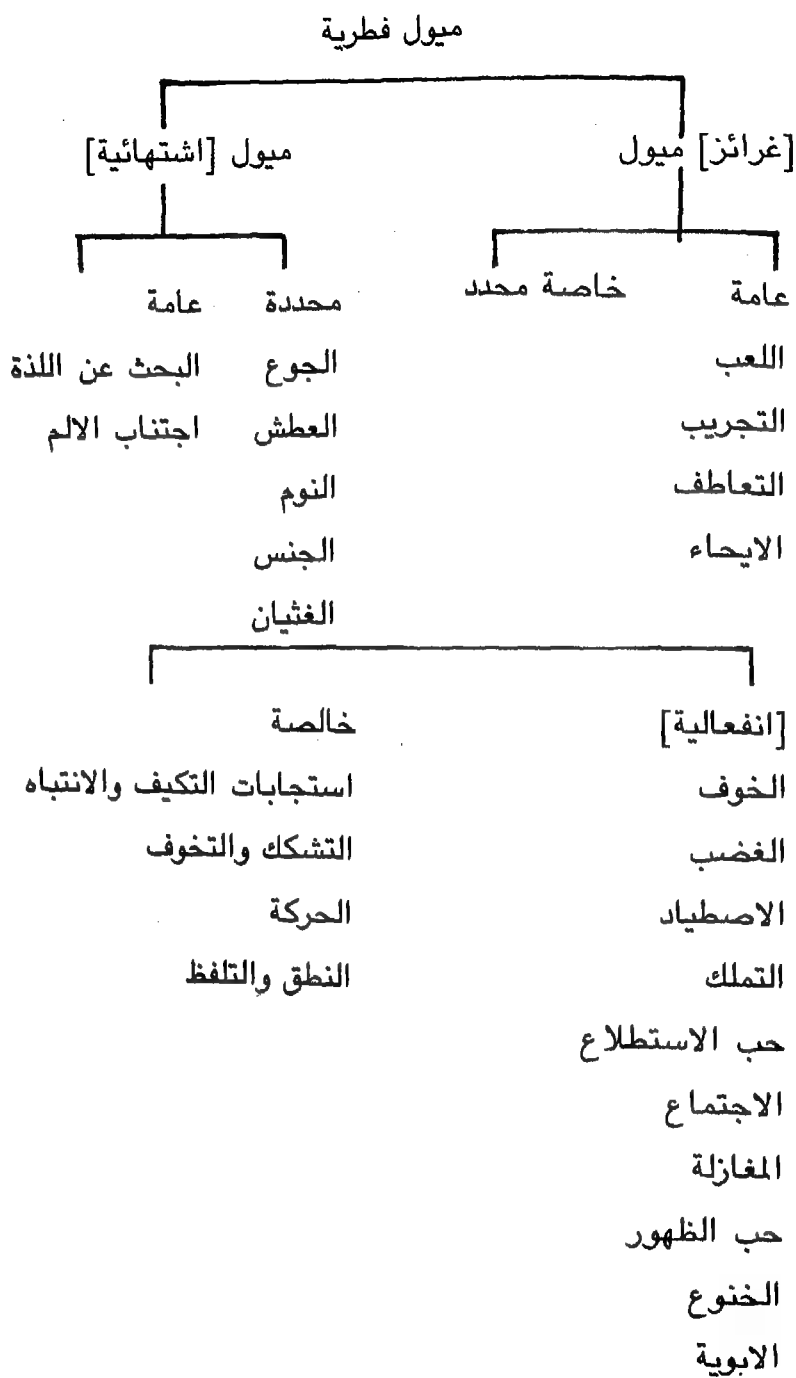 ميول فطرية
[غرائز] ميول
ميول [اشتهائية]
عامة
اللعب
التجريب
التعاطف
الايحاء
خاصة محدد
محددة
الجوع
العطش
النوم
الجنس
الغثيان
عامة
البحث عن اللذة
اجتناب الالم
[انفعالية]
الخوف
الغضب
الاصطياد
التملك
حب الاستطلاع
الاجتماع
المغازلة
حب الظهور
الخنوع
الابوية
خالصة
استجابات التكيف والانتباه
التشكك والتخوف
الحركة
النطق والتلفظ